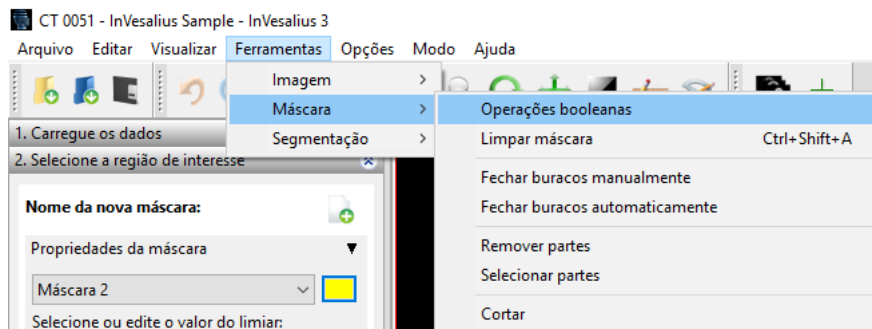 CT 0051 - InVesalius Sample - InVesalius 3
Arquivo Editar Visualizar Ferramentas Opções Modo Ajuda
Imagem
Máscara
Segmentação
Operações booleanas
Limpar máscara Ctrl+Shift+A
Fechar buracos manualmente
Fechar buracos automaticamente
Remover partes
Selecionar partes
Cortar
1. Carregue os dados
2. Selecione a região de interesse
Nome da nova máscara:
Propriedades da máscara
Máscara 2
Selecione ou edite o valor do limiar: